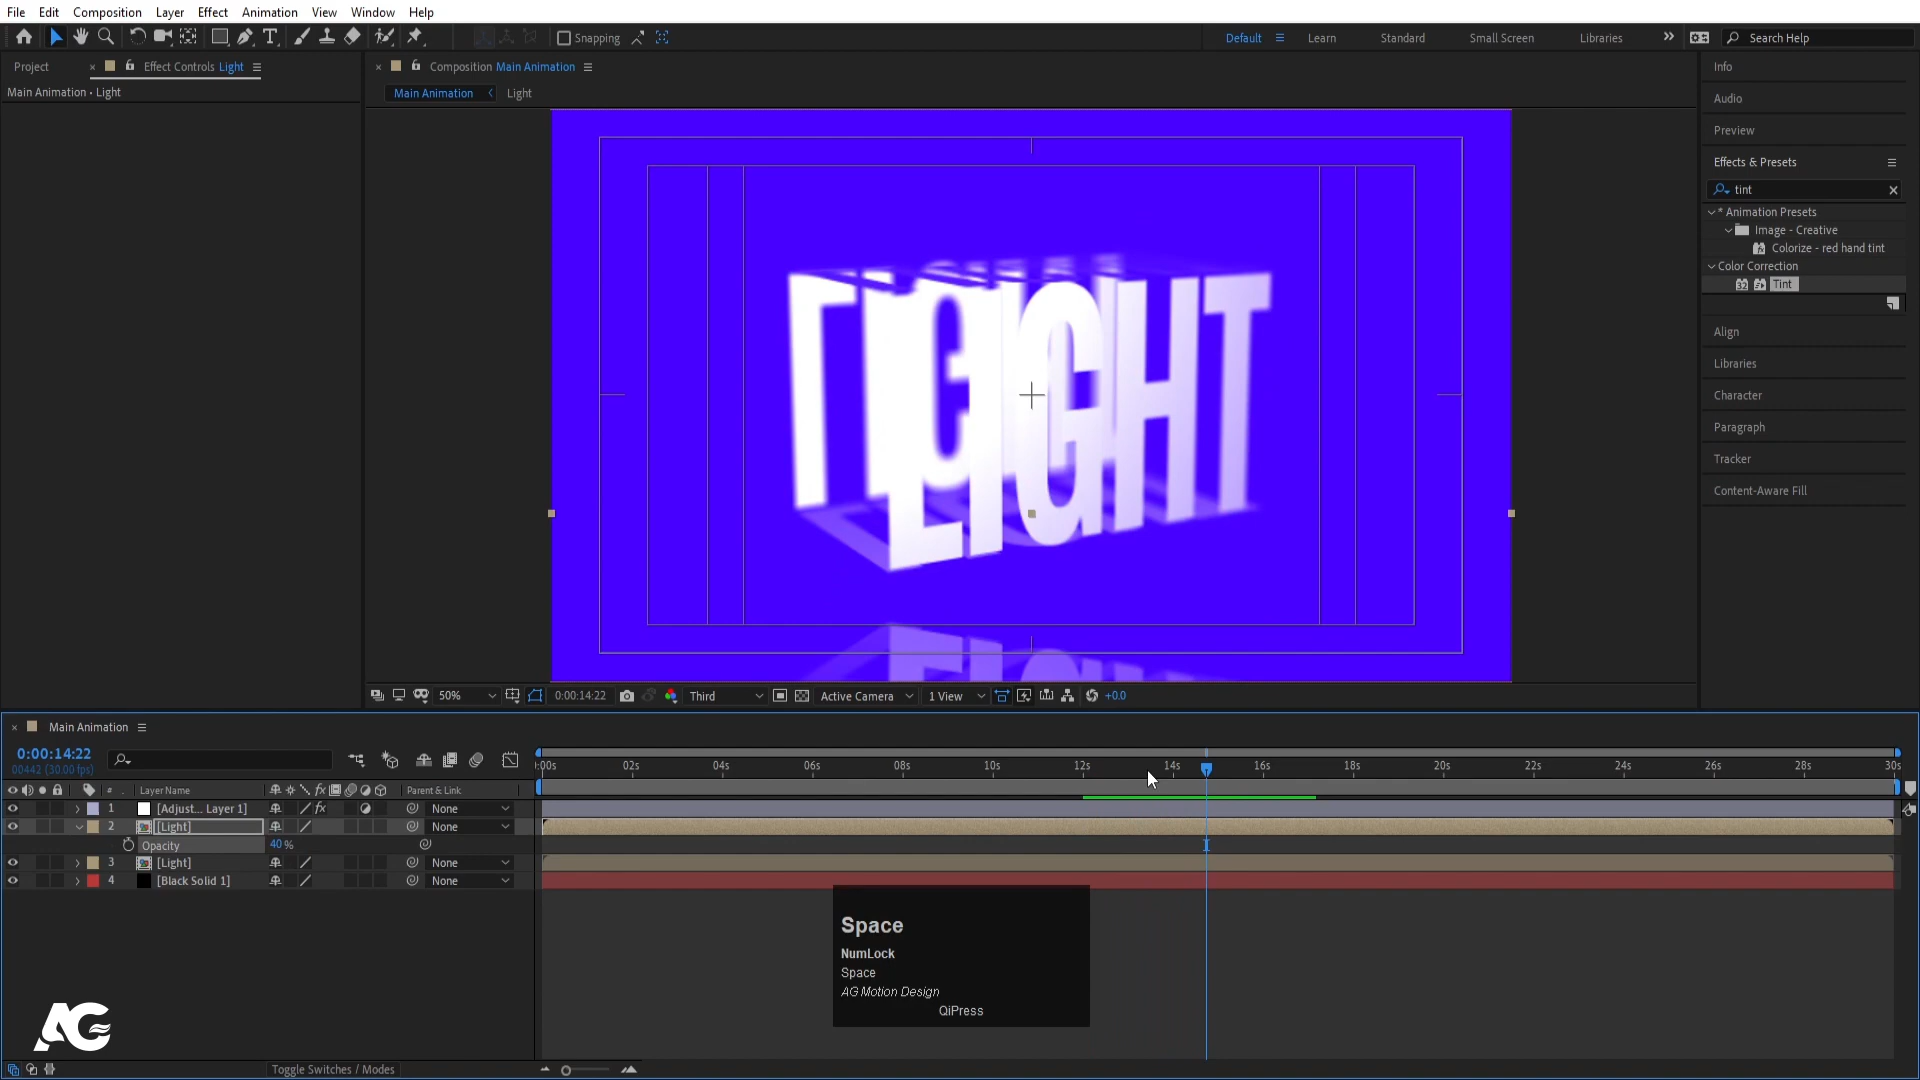 File Edit Composition Layer Effect Animation View Window Help
Snapping Default Learn Standard Small Screen Libraries Search Help
Project Effect Controls Light
Main Animation • Light
Composition Main Animation
Main Animation Light
LIGHT
LIGHT
Info
Audio
Preview
Effects & Presets
tint
* Animation Presets
Image - Creative
Colorize - red hand tint
Color Correction
32 Tint
Align
Libraries
Character
Paragraph
Tracker
Content-Aware Fill
50% 0:00:14:22 Third Active Camera 1 View +0.0
Main Animation
0:00:14:22
00442 (30.00 fps)
:00s 02s 04s 06s 08s 10s 12s 14s 16s 18s 20s 22s 24s 26s 28s 30s
# . Layer Name fx Parent & Link
1 [Adjust... Layer 1] fx None
2 [Light] None
Opacity 40 %
3 [Light] None
4 [Black Solid 1] None
Space
NumLock
Space
AG Motion Design
QiPress
AG
Toggle Switches / Modes